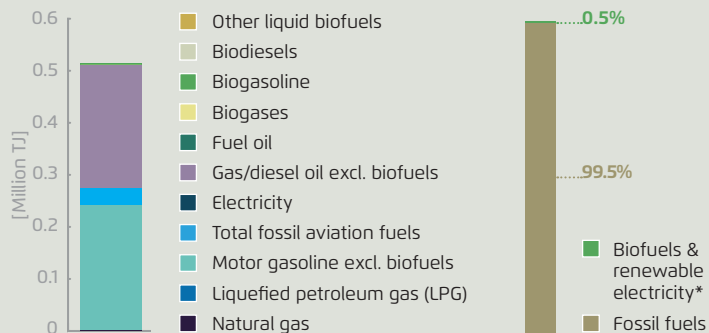 [Million TJ]
0.6
0.5
0.4
0.3
0.2
0.1
0
Other liquid biofuels
Biodiesels
Biogasoline
Biogases
Fuel oil
Gas/diesel oil excl. biofuels
Electricity
Total fossil aviation fuels
Motor gasoline excl. biofuels
Liquefied petroleum gas (LPG)
Natural gas
0.5%
99.5%
Biofuels &
renewable
electricity*
Fossil fuels